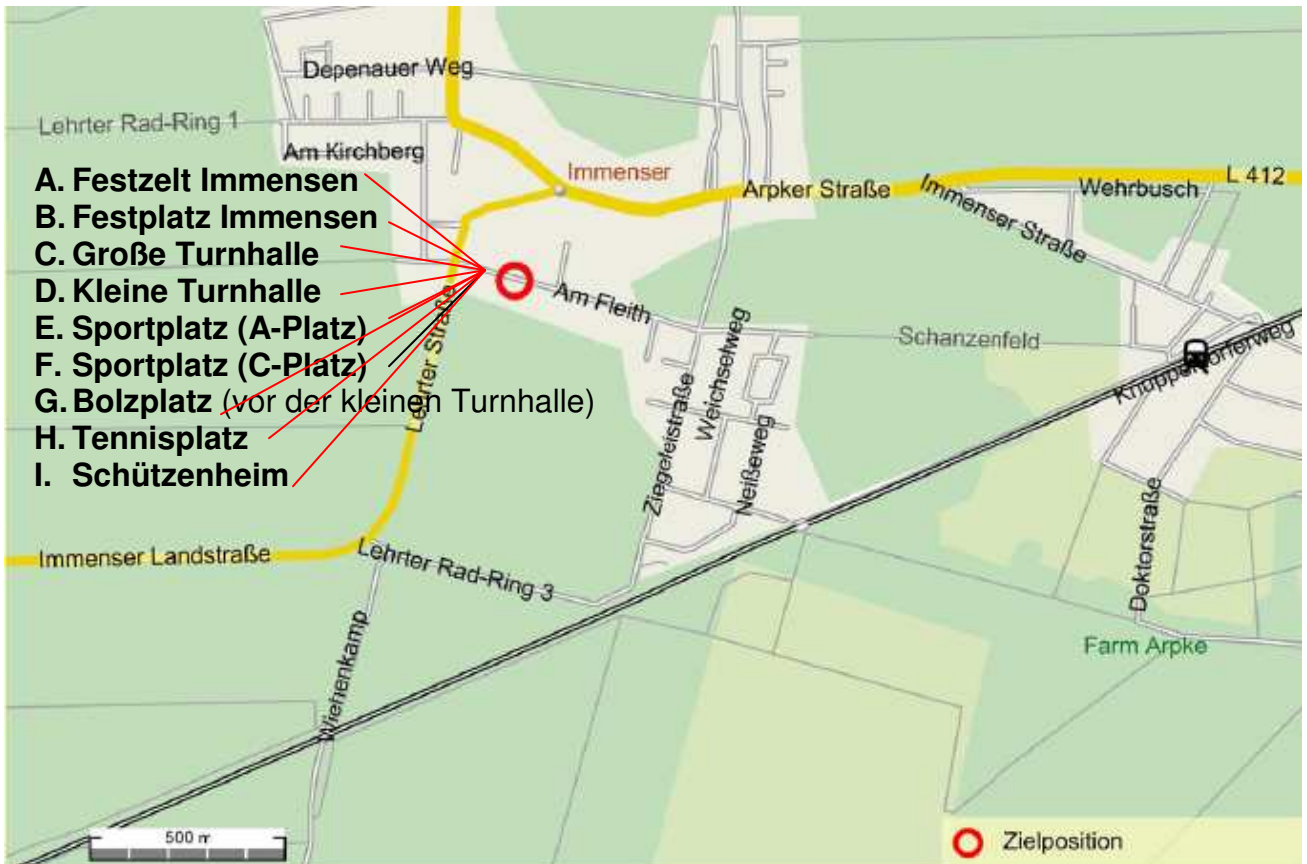 Depenauer Weg
Lehrter Rad-Ring 1
Am Kirchberg
Immenser
Arpker Straße
Immenser Straße
Wehrbusch
L 412
A. Festzelt Immensen
B. Festplatz Immensen
C. Große Turnhalle
D. Kleine Turnhalle
E. Sportplatz (A-Platz)
F. Sportplatz (C-Platz)
G. Bolzplatz (vor der kleinen Turnhalle)
H. Tennisplatz
I. Schützenheim
Am Fleith
Lehrter Straße
Schanzenfeld
Weichselweg
Ziegeleistraße
Neißeweg
Doktorstraße
Immenser Landstraße
Lehrter Rad-Ring 3
Wiehenkamp
Farm Arpke
500 m
Zielposition